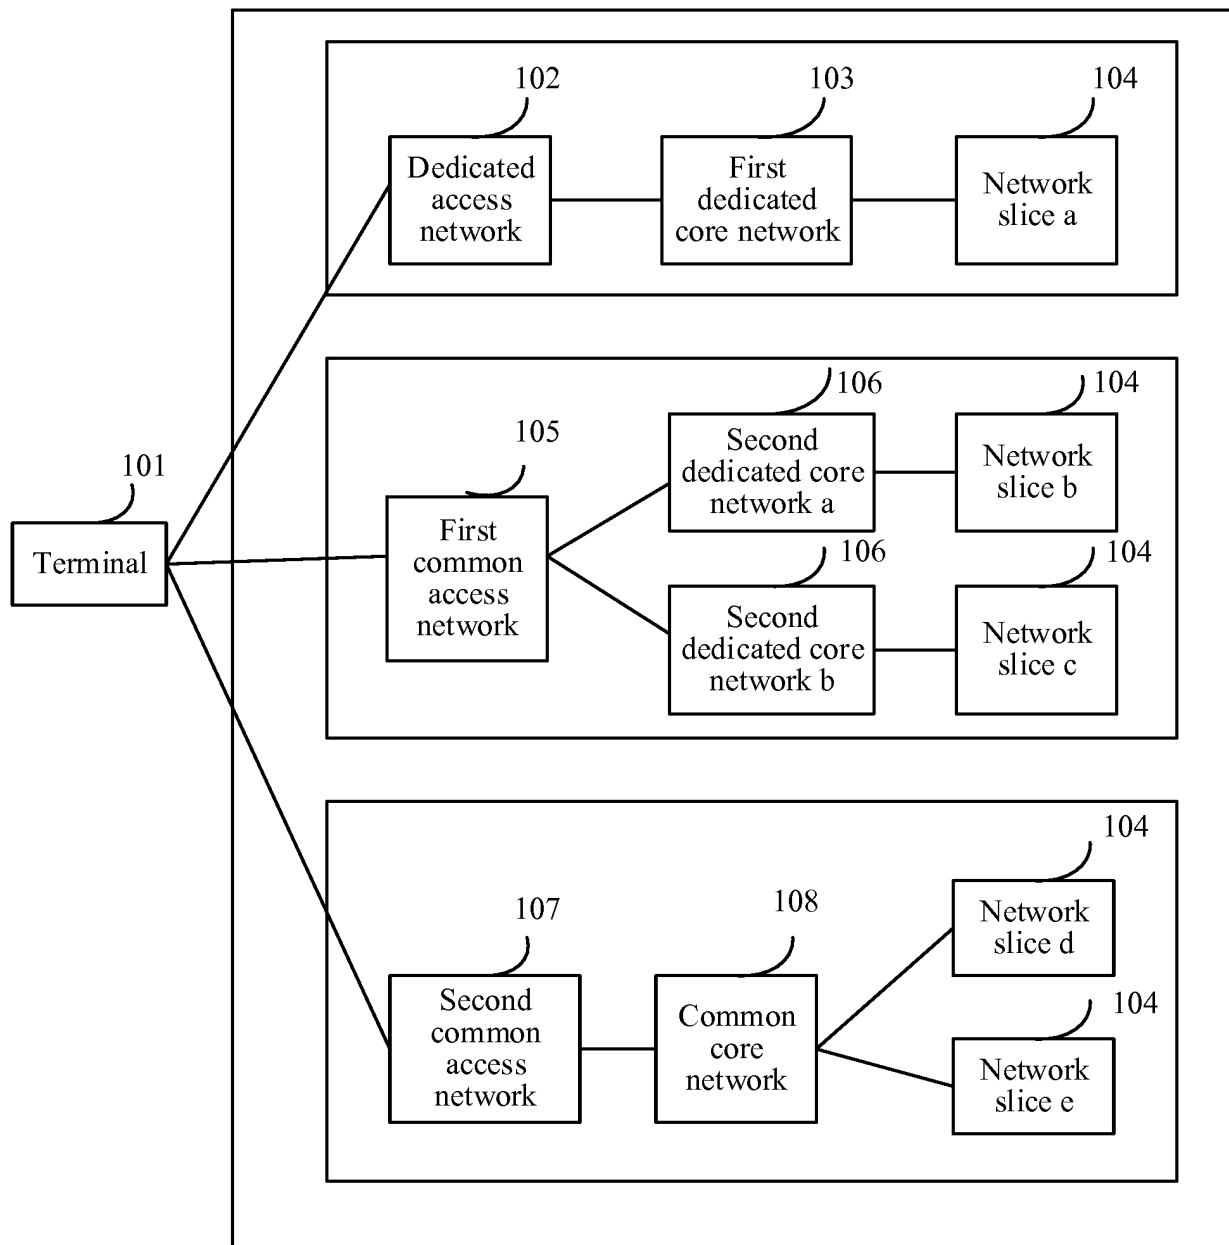 102
103
104
Dedicated
access
network
First
dedicated
core network
Network
slice a
106
104
105
Second
dedicated core
network a
Network
slice b
101
Terminal
First
common
access
network
106
104
Second
dedicated core
network b
Network
slice c
104
107
108
Network
slice d
Second
common
access
network
Common
core
network
104
Network
slice e